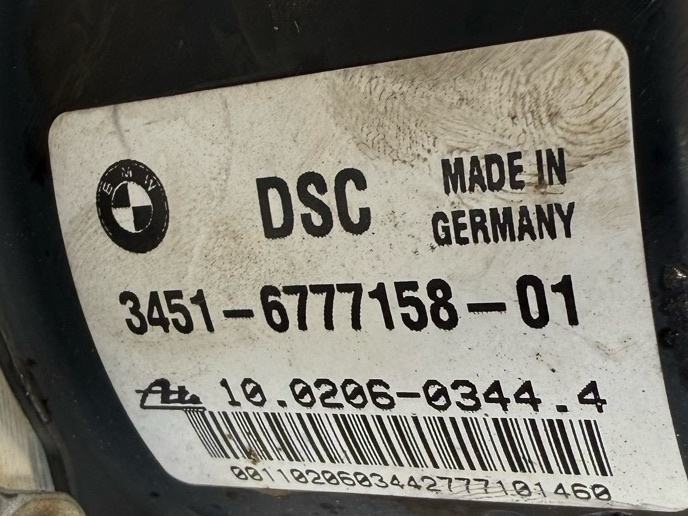 BMW
DSC
MADE IN
GERMANY
3451-6777158-01
Ate 10.0206-0344.4
0011020603442777101460